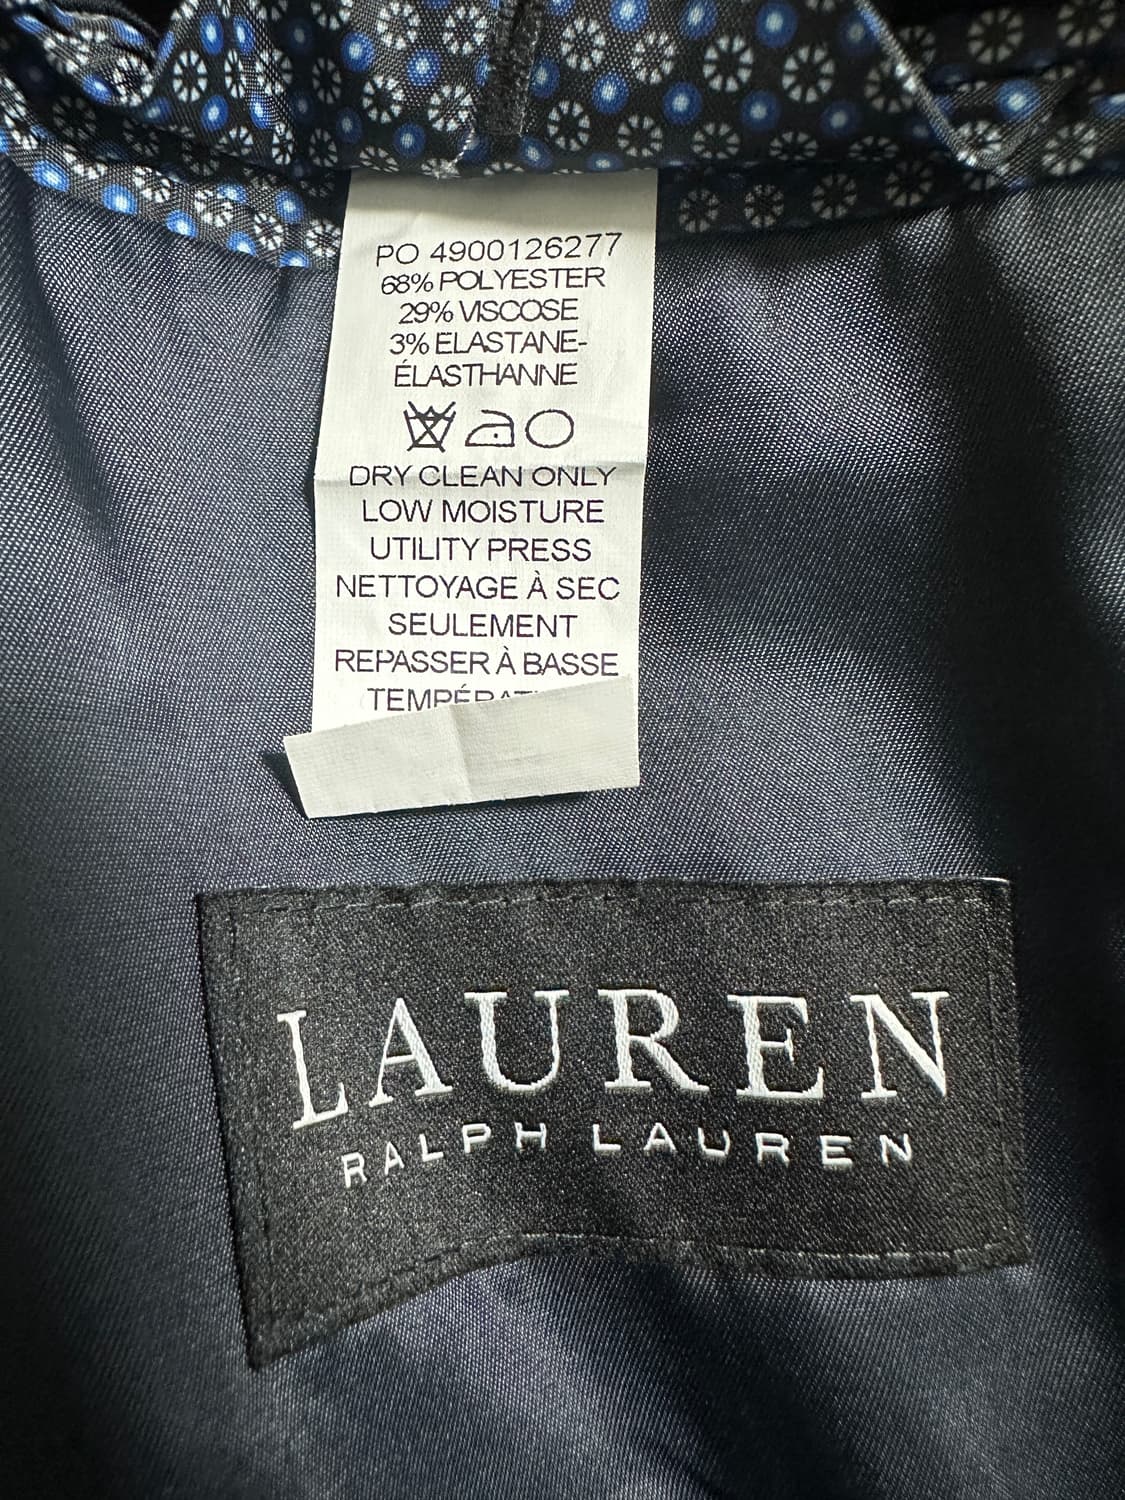 PO 4900126277
68% POLYESTER
29% VISCOSE
3% ELASTANE-
ÉLASTHANNE
DRY CLEAN ONLY
LOW MOISTURE
UTILITY PRESS
NETTOYAGE À SEC
SEULEMENT
REPASSER À BASSE
LAUREN
RALPH LAUREN